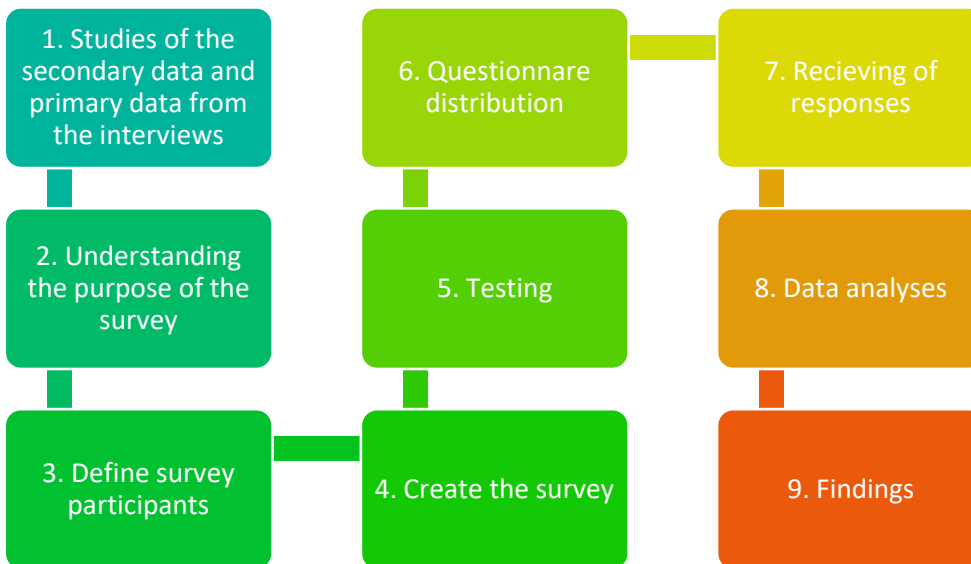 1. Studies of the
secondary data and
primary data from
the interviews
2. Understanding
the purpose of the
survey
3. Define survey
participants
4. Create the survey
5. Testing
6. Questionnare
distribution
7. Recieving of
responses
8. Data analyses
9. Findings